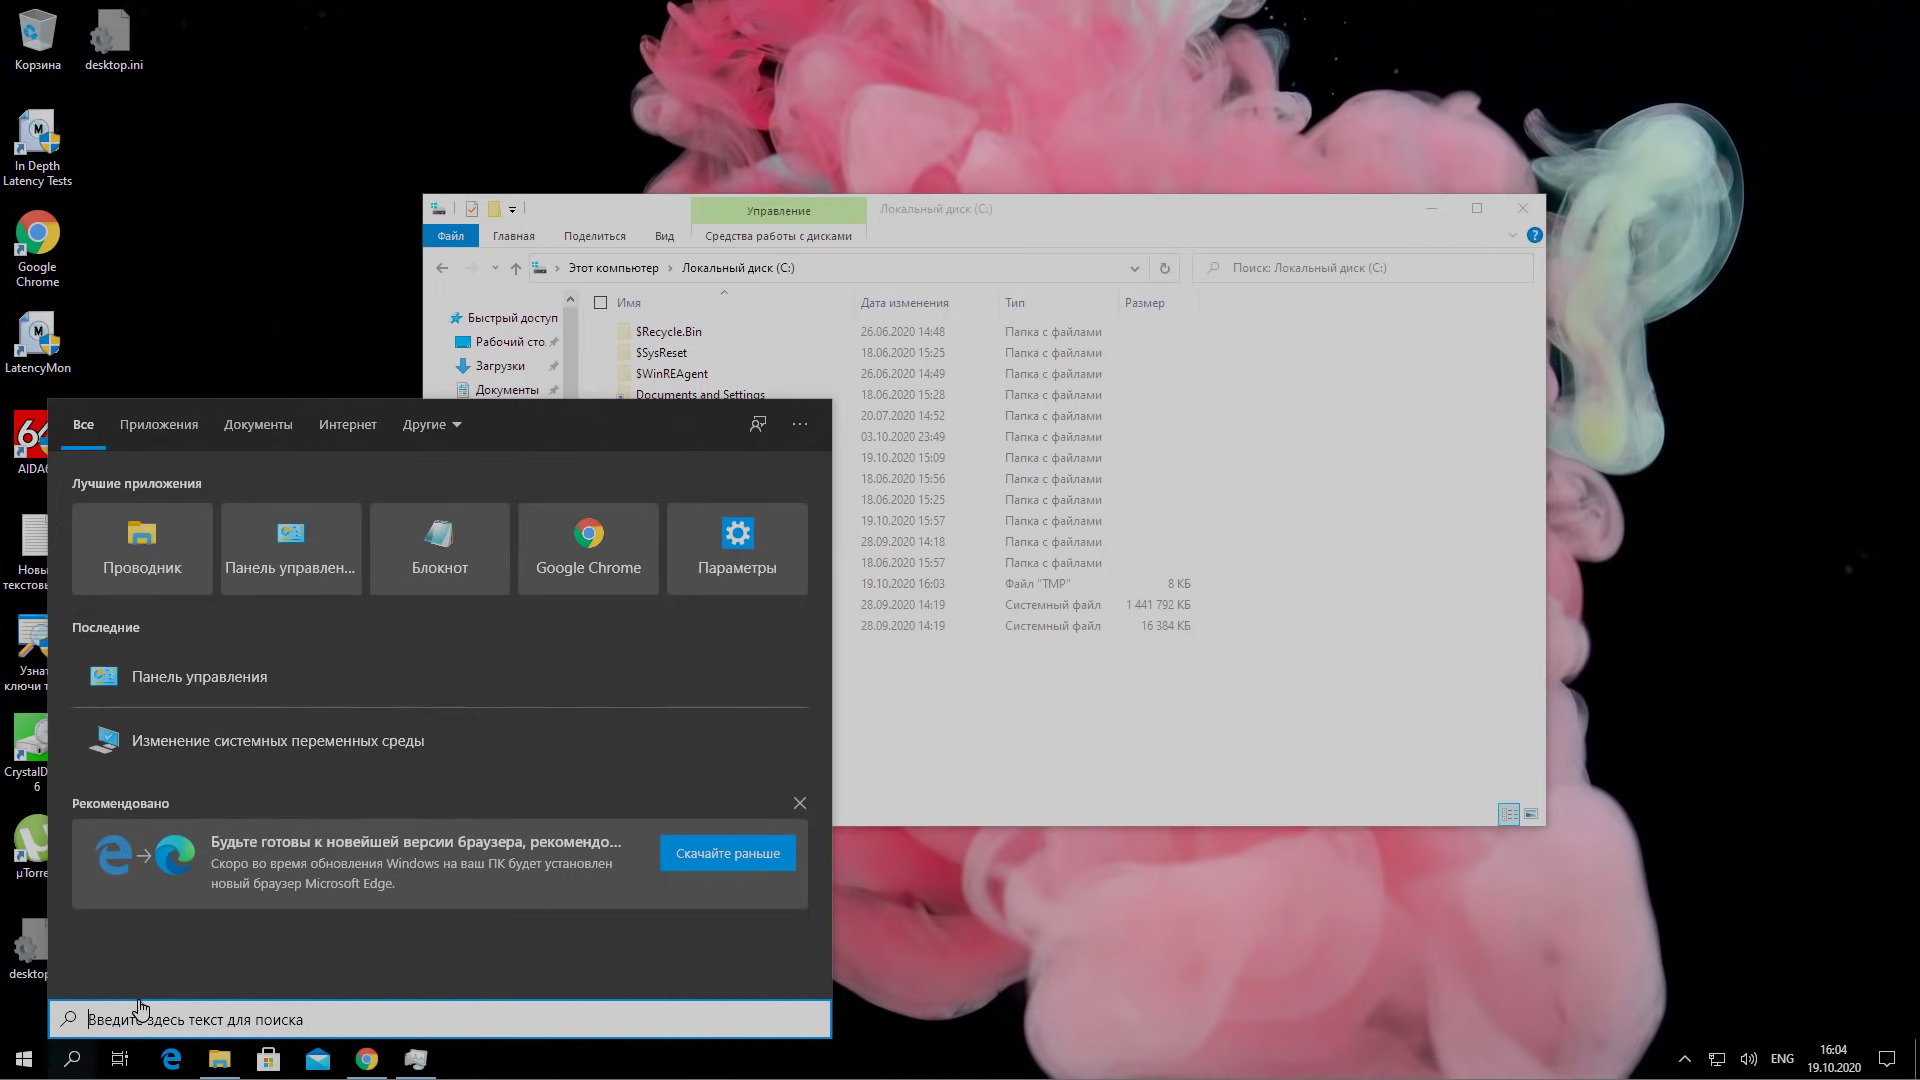 Корзина
desktop.ini
In Depth
Latency Tests
Google
Chrome
LatencyMon
AIDA6
Новы
текстовь
Узнат
ключи т
CrystalD
6
µTorre
desktop
Управление
Локальный диск (C:)
Файл
Главная
Поделиться
Вид
Средства работы с дисками
Этот компьютер
Локальный диск (C:)
Поиск: Локальный диск (C:)
Быстрый доступ
Рабочий сто.
Загрузки
Документы
Имя
Дата изменения
Тип
Размер
$Recycle.Bin 26.06.2020 14:48 Папка с файлами
$SysReset 18.06.2020 15:25 Папка с файлами
$WinREAgent 26.06.2020 14:49 Папка с файлами
Documents and Settings 18.06.2020 15:28 Папка с файлами
20.07.2020 14:52 Папка с файлами
03.10.2020 23:49 Папка с файлами
19.10.2020 15:09 Папка с файлами
18.06.2020 15:56 Папка с файлами
18.06.2020 15:25 Папка с файлами
19.10.2020 15:57 Папка с файлами
28.09.2020 14:18 Папка с файлами
18.06.2020 15:57 Папка с файлами
19.10.2020 16:03 Файл "TMP" 8 КБ
28.09.2020 14:19 Системный файл 1 441 792 КБ
28.09.2020 14:19 Системный файл 16 384 КБ
Все
Приложения
Документы
Интернет
Другие
Лучшие приложения
Проводник
Панель управлен...
Блокнот
Google Chrome
Параметры
Последние
Панель управления
Изменение системных переменных среды
Рекомендовано
Будьте готовы к новейшей версии браузера, рекомендо...
Скоро во время обновления Windows на ваш ПК будет установлен
новый браузер Microsoft Edge.
Скачайте раньше
Введите здесь текст для поиска
ENG
16:04
19.10.2020